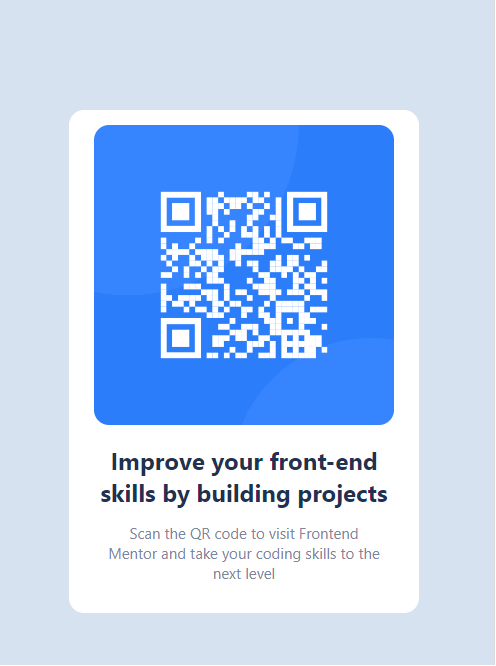 Improve your front-end
skills by building projects
Scan the QR code to visit Frontend
Mentor and take your coding skills to the
next level